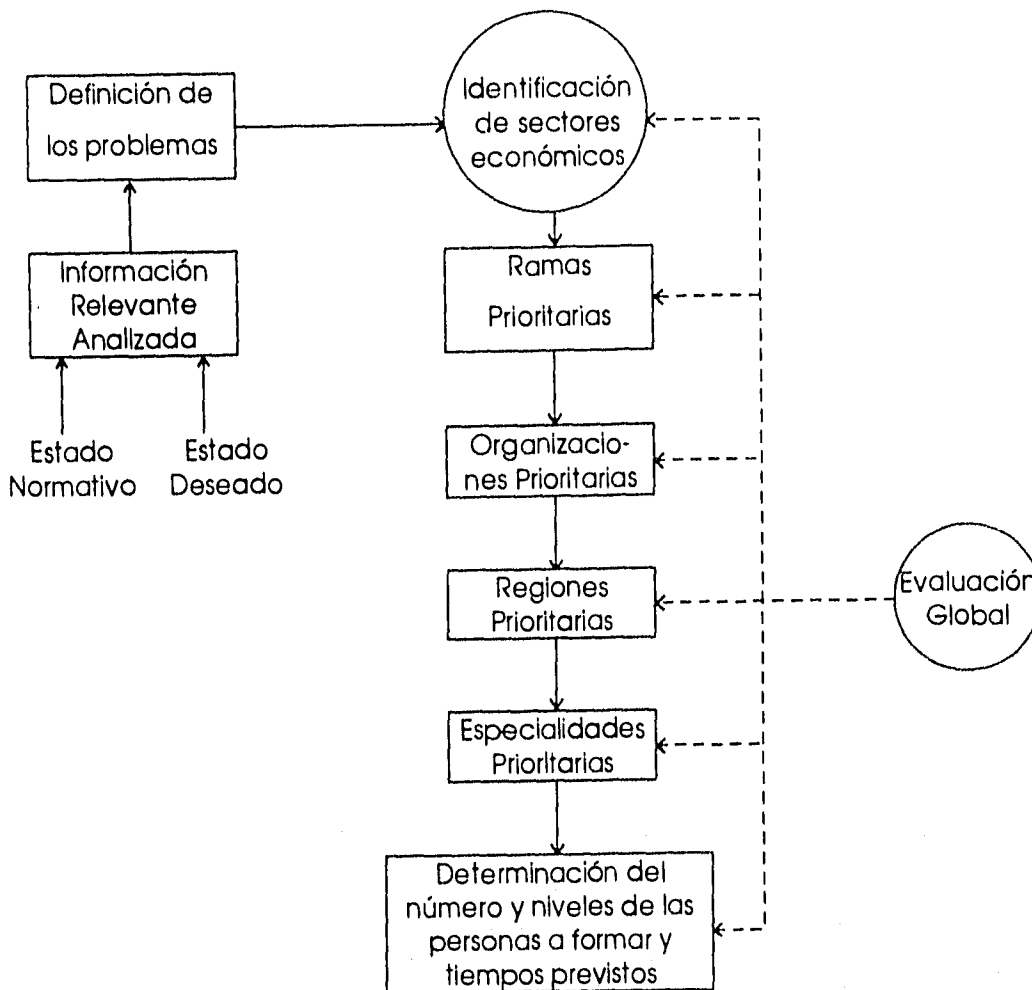 Definición de
los problemas
Información
Relevante
Analizada
Estado
Normativo
Estado
Deseado
Identificación
de sectores
económicos
Ramas
Prioritarias
Organizacio-
nes Prioritarias
Regiones
Prioritarias
Especialidades
Prioritarias
Determinación del
número y niveles de las
personas a formar y
tiempos previstos
Evaluación
Global